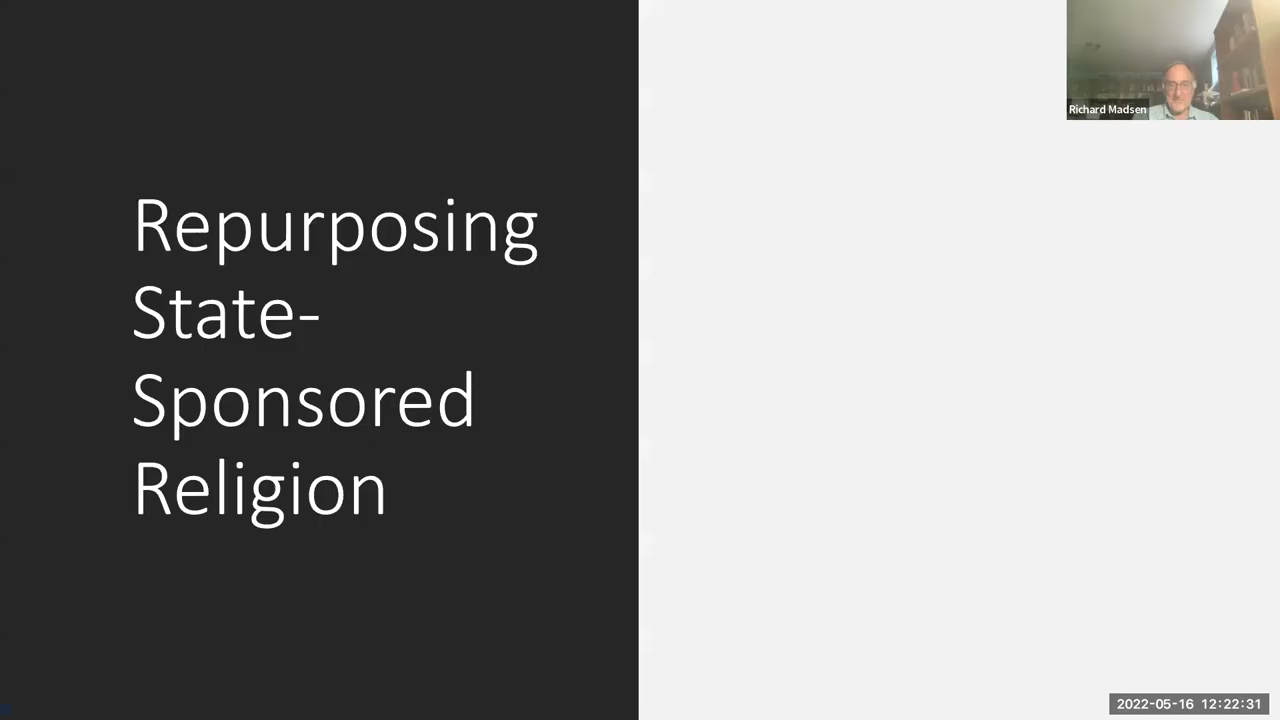 Richard Madsen
Repurposing
State-
Sponsored
Religion
2022-05-16 12:22:31